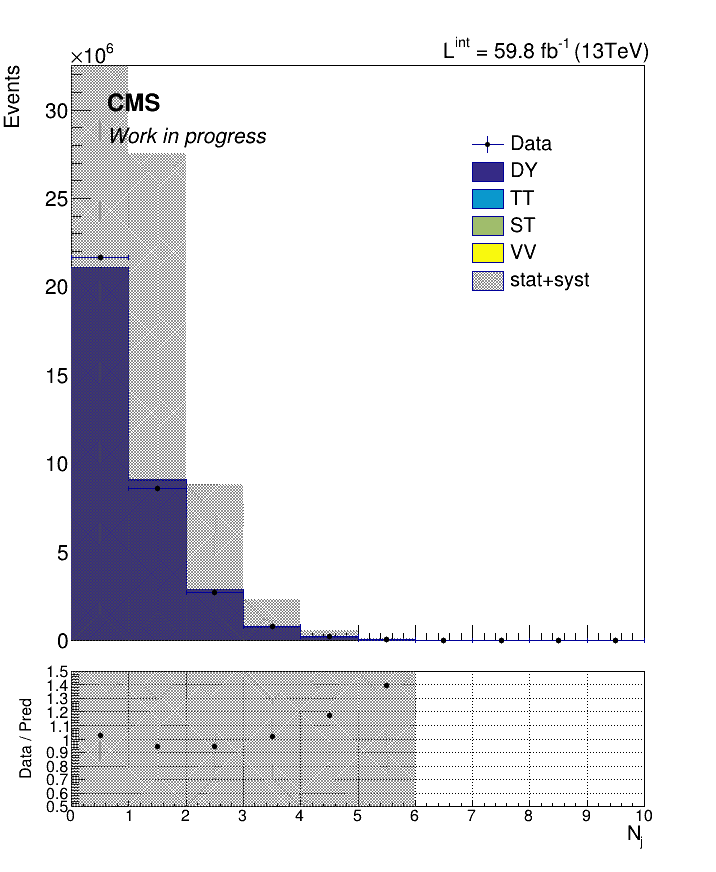 ×10⁶
L^int = 59.8 fb⁻¹ (13TeV)
Events
CMS
Work in progress
Data
DY
TT
ST
VV
stat+syst
30
25
20
15
10
5
0
Data / Pred
1.5
1.4
1.3
1.2
1.1
1
0.9
0.8
0.7
0.6
0.5
0 1 2 3 4 5 6 7 8 9 10
N_j